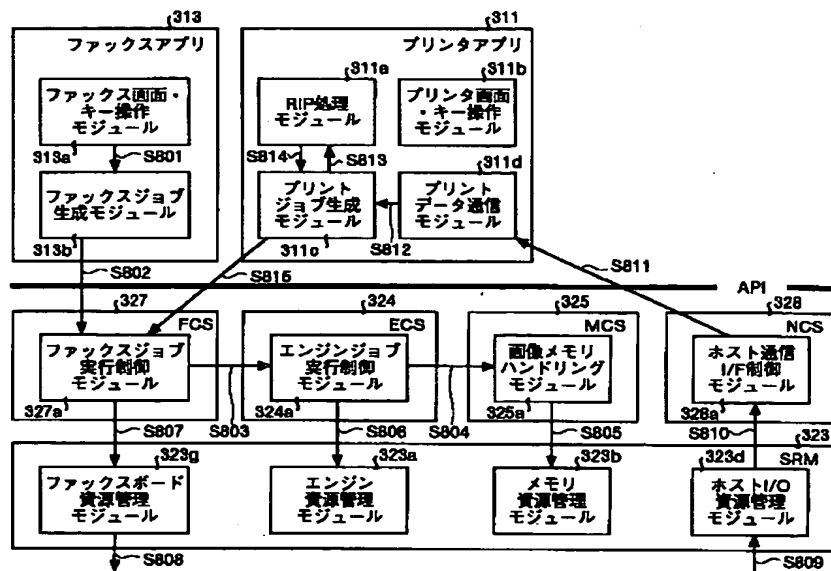 313
ファックスアプリ
ファックス画面・
キー操作
モジュール
313a
S801
ファックスジョブ
生成モジュール
313b
S802
311
プリンタアプリ
311a
RIP処理
モジュール
311b
プリンタ画面
・キー操作
モジュール
S814
S813
311d
プリント
ジョブ生成
モジュール
311c
S812
プリント
データ通信
モジュール
S815
S811
API
327
FCS
ファックスジョブ
実行制御
モジュール
327a
S803
324
ECS
エンジンジョブ
実行制御
モジュール
324a
S804
325
MCS
画像メモリ
ハンドリング
モジュール
325a
328
NCS
ホスト通信
I/F制御
モジュール
328a
S807
S806
S805
S810
323
SRM
323g
ファックスボード
資源管理
モジュール
323a
エンジン
資源管理
モジュール
323b
メモリ
資源管理
モジュール
323d
ホストI/O
資源管理
モジュール
S808
S809